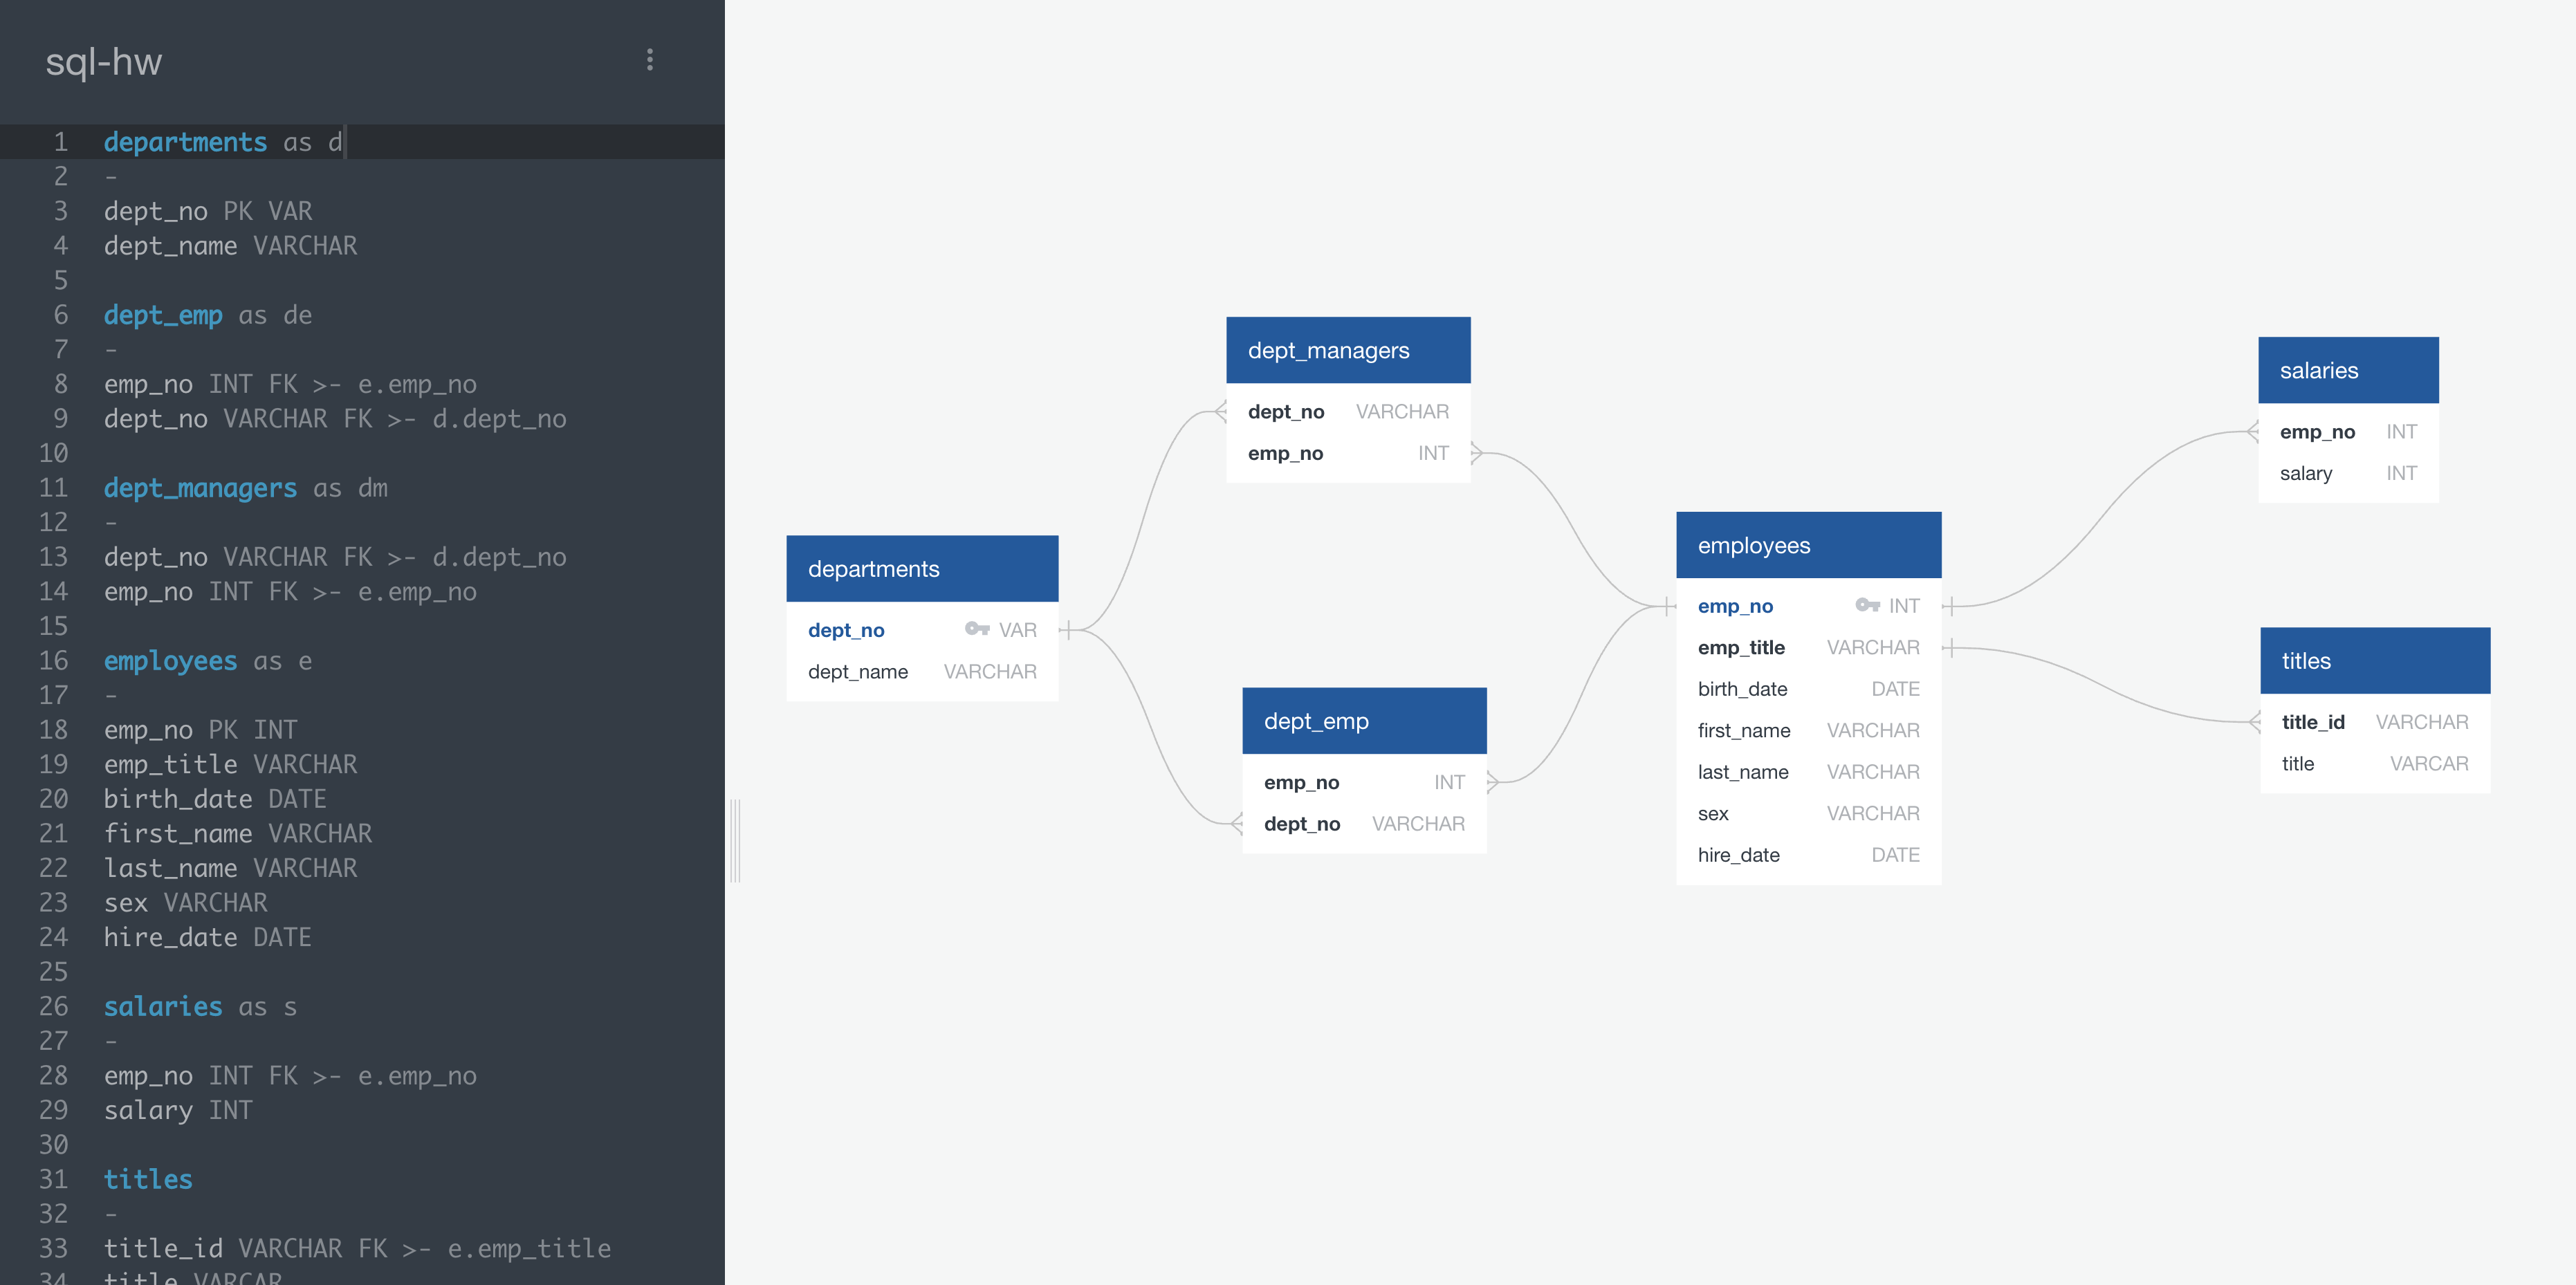 sql-hw
1 departments as d
2 -
3 dept_no PK VAR
4 dept_name VARCHAR
5
6 dept_emp as de
7 -
8 emp_no INT FK >- e.emp_no
9 dept_no VARCHAR FK >- d.dept_no
10
11 dept_managers as dm
12 -
13 dept_no VARCHAR FK >- d.dept_no
14 emp_no INT FK >- e.emp_no
15
16 employees as e
17 -
18 emp_no PK INT
19 emp_title VARCHAR
20 birth_date DATE
21 first_name VARCHAR
22 last_name VARCHAR
23 sex VARCHAR
24 hire_date DATE
25
26 salaries as s
27 -
28 emp_no INT FK >- e.emp_no
29 salary INT
30
31 titles
32 -
33 title_id VARCHAR FK >- e.emp_title
34 title VARCAR
departments
dept_no VAR
dept_name VARCHAR
dept_managers
dept_no VARCHAR
emp_no INT
dept_emp
emp_no INT
dept_no VARCHAR
employees
emp_no INT
emp_title VARCHAR
birth_date DATE
first_name VARCHAR
last_name VARCHAR
sex VARCHAR
hire_date DATE
salaries
emp_no INT
salary INT
titles
title_id VARCHAR
title VARCAR